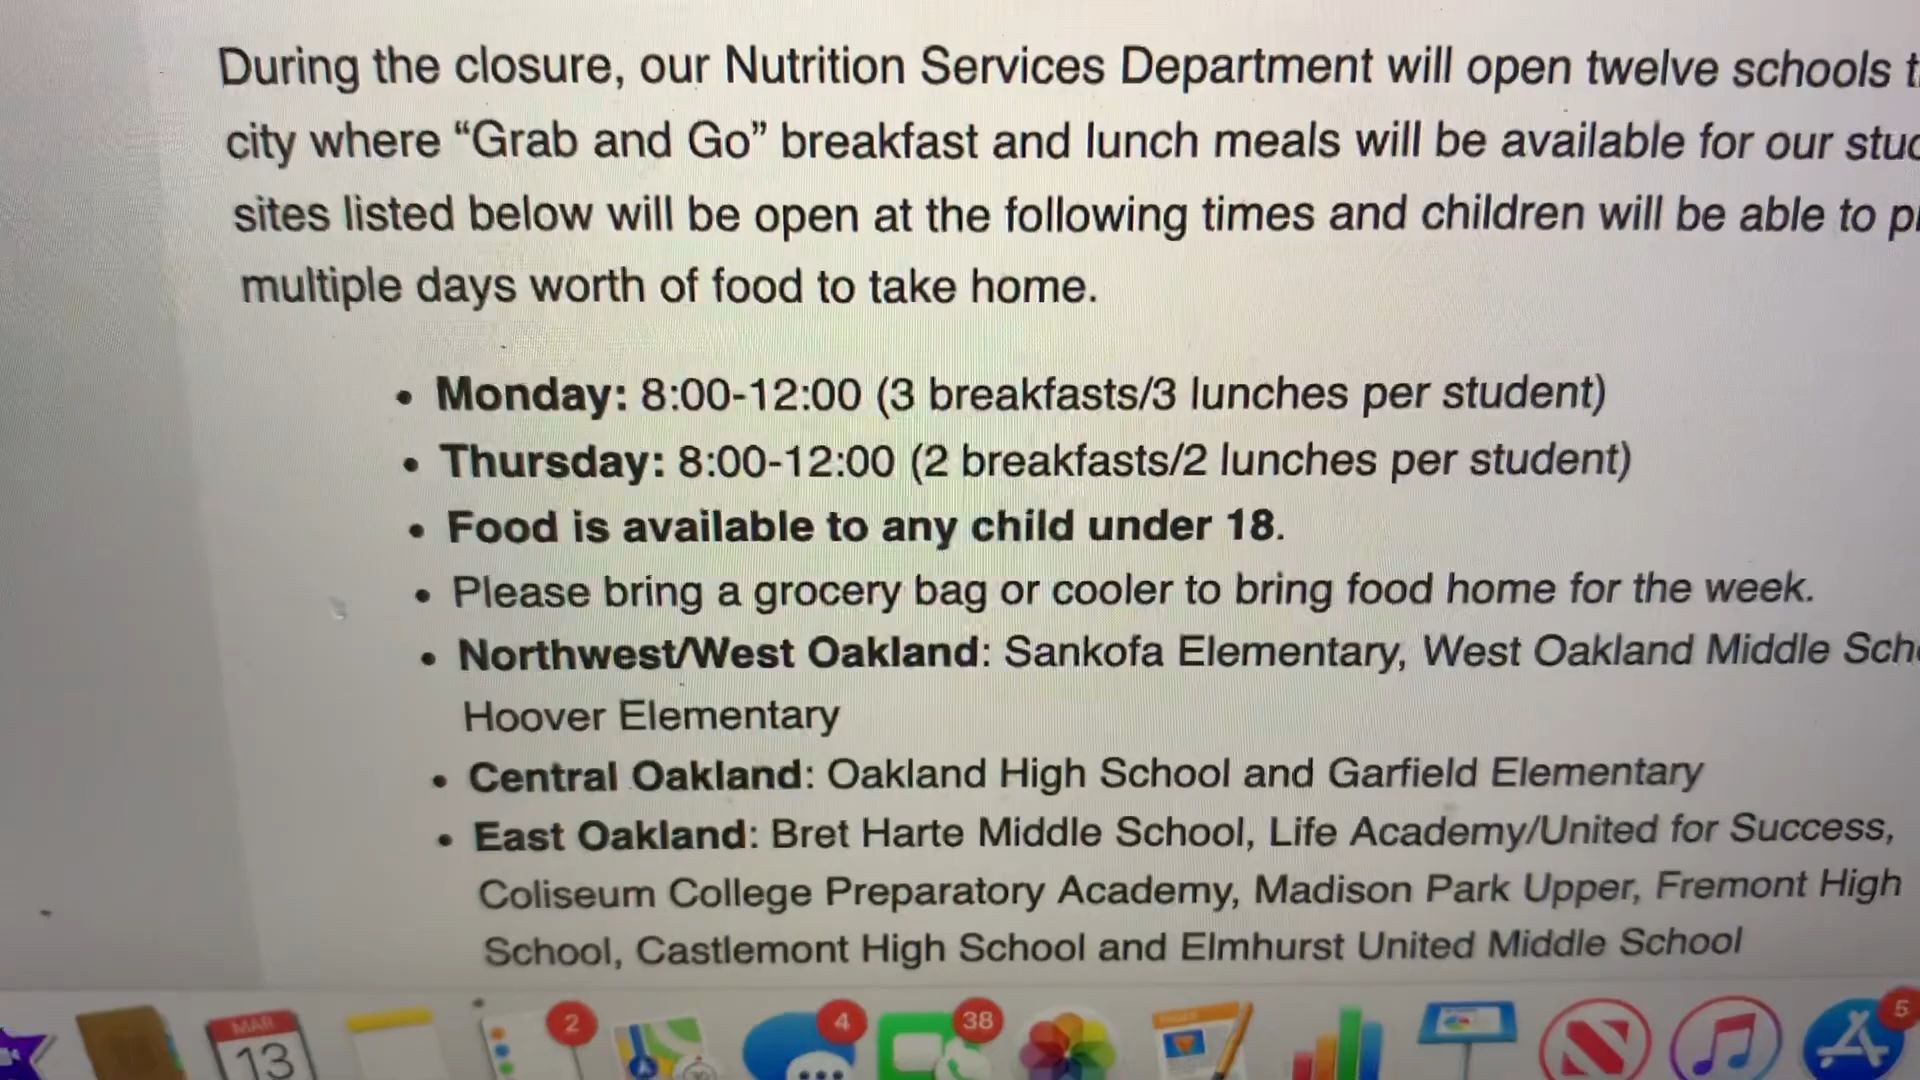 During the closure, our Nutrition Services Department will open twelve schools
city where “Grab and Go” breakfast and lunch meals will be available for our
sites listed below will be open at the following times and children will be able to
multiple days worth of food to take home.
• Monday: 8:00-12:00 (3 breakfasts/3 lunches per student)
• Thursday: 8:00-12:00 (2 breakfasts/2 lunches per student)
• Food is available to any child under 18.
• Please bring a grocery bag or cooler to bring food home for the week.
• Northwest/West Oakland: Sankofa Elementary, West Oakland Middle
Hoover Elementary
• Central Oakland: Oakland High School and Garfield Elementary
• East Oakland: Bret Harte Middle School, Life Academy/United for Success,
Coliseum College Preparatory Academy, Madison Park Upper, Fremont High
School, Castlemont High School and Elmhurst United Middle School
MAR
13
2
4
38
5